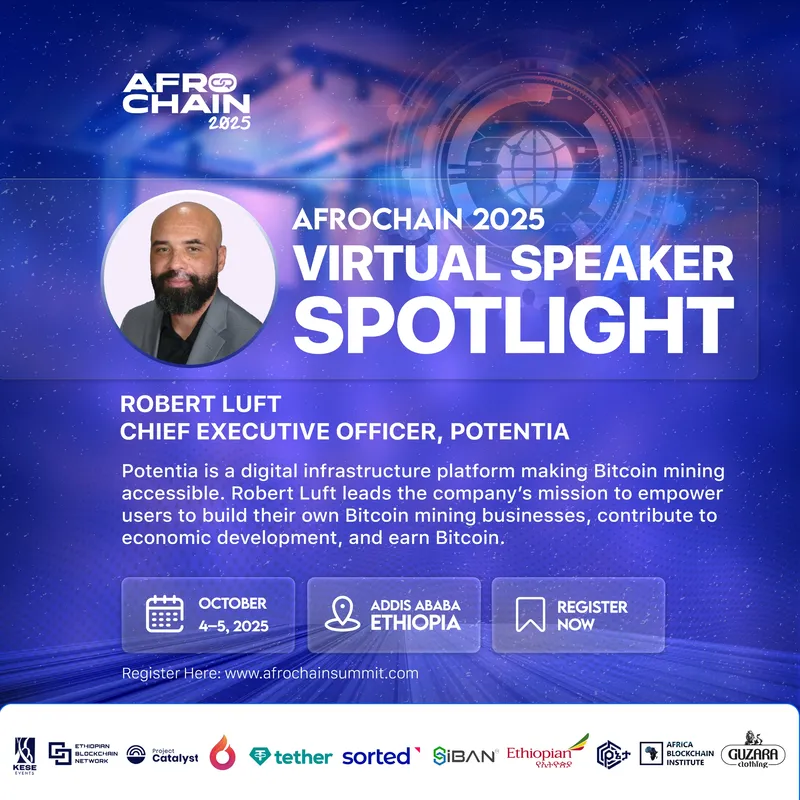 AFRO
CHAIN
2025
AFROCHAIN 2025
VIRTUAL SPEAKER
SPOTLIGHT
ROBERT LUFT
CHIEF EXECUTIVE OFFICER, POTENTIA
Potentia is a digital infrastructure platform making Bitcoin mining
accessible. Robert Luft leads the company's mission to empower
users to build their own Bitcoin mining businesses, contribute to
economic development, and earn Bitcoin.
OCTOBER
4–5, 2025
ADDIS ABABA
ETHIOPIA
REGISTER
NOW
Register Here: www.afrochainsummit.com
KESE
EVENTS
ETHIOPIAN
BLOCKCHAIN
NETWORK
Project
Catalyst
tether
sorted
SiBAN
Ethiopian
የኢትዮጵያ
AFRICA
BLOCKCHAIN
INSTITUTE
GUZARA
clothing